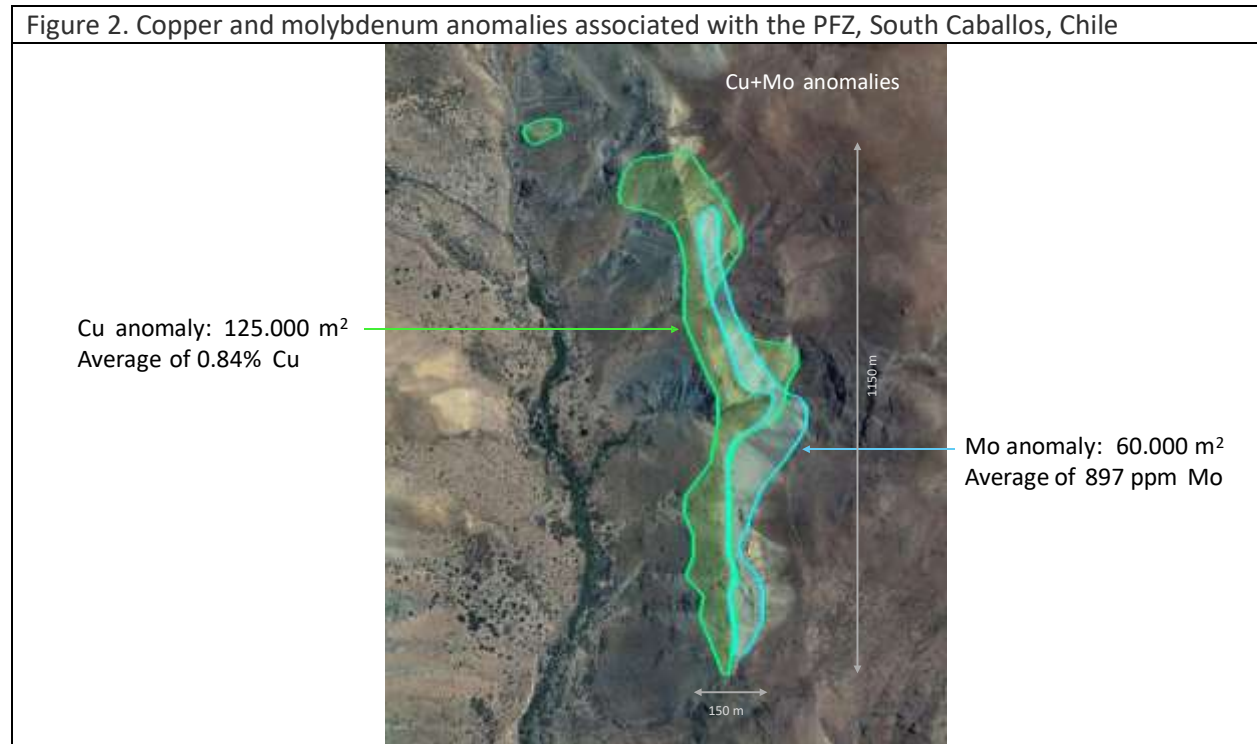 Figure 2. Copper and molybdenum anomalies associated with the PFZ, South Caballos, Chile
Cu+Mo anomalies
Cu anomaly: 125.000 m²
Average of 0.84% Cu
1150 m
Mo anomaly: 60.000 m²
Average of 897 ppm Mo
150 m